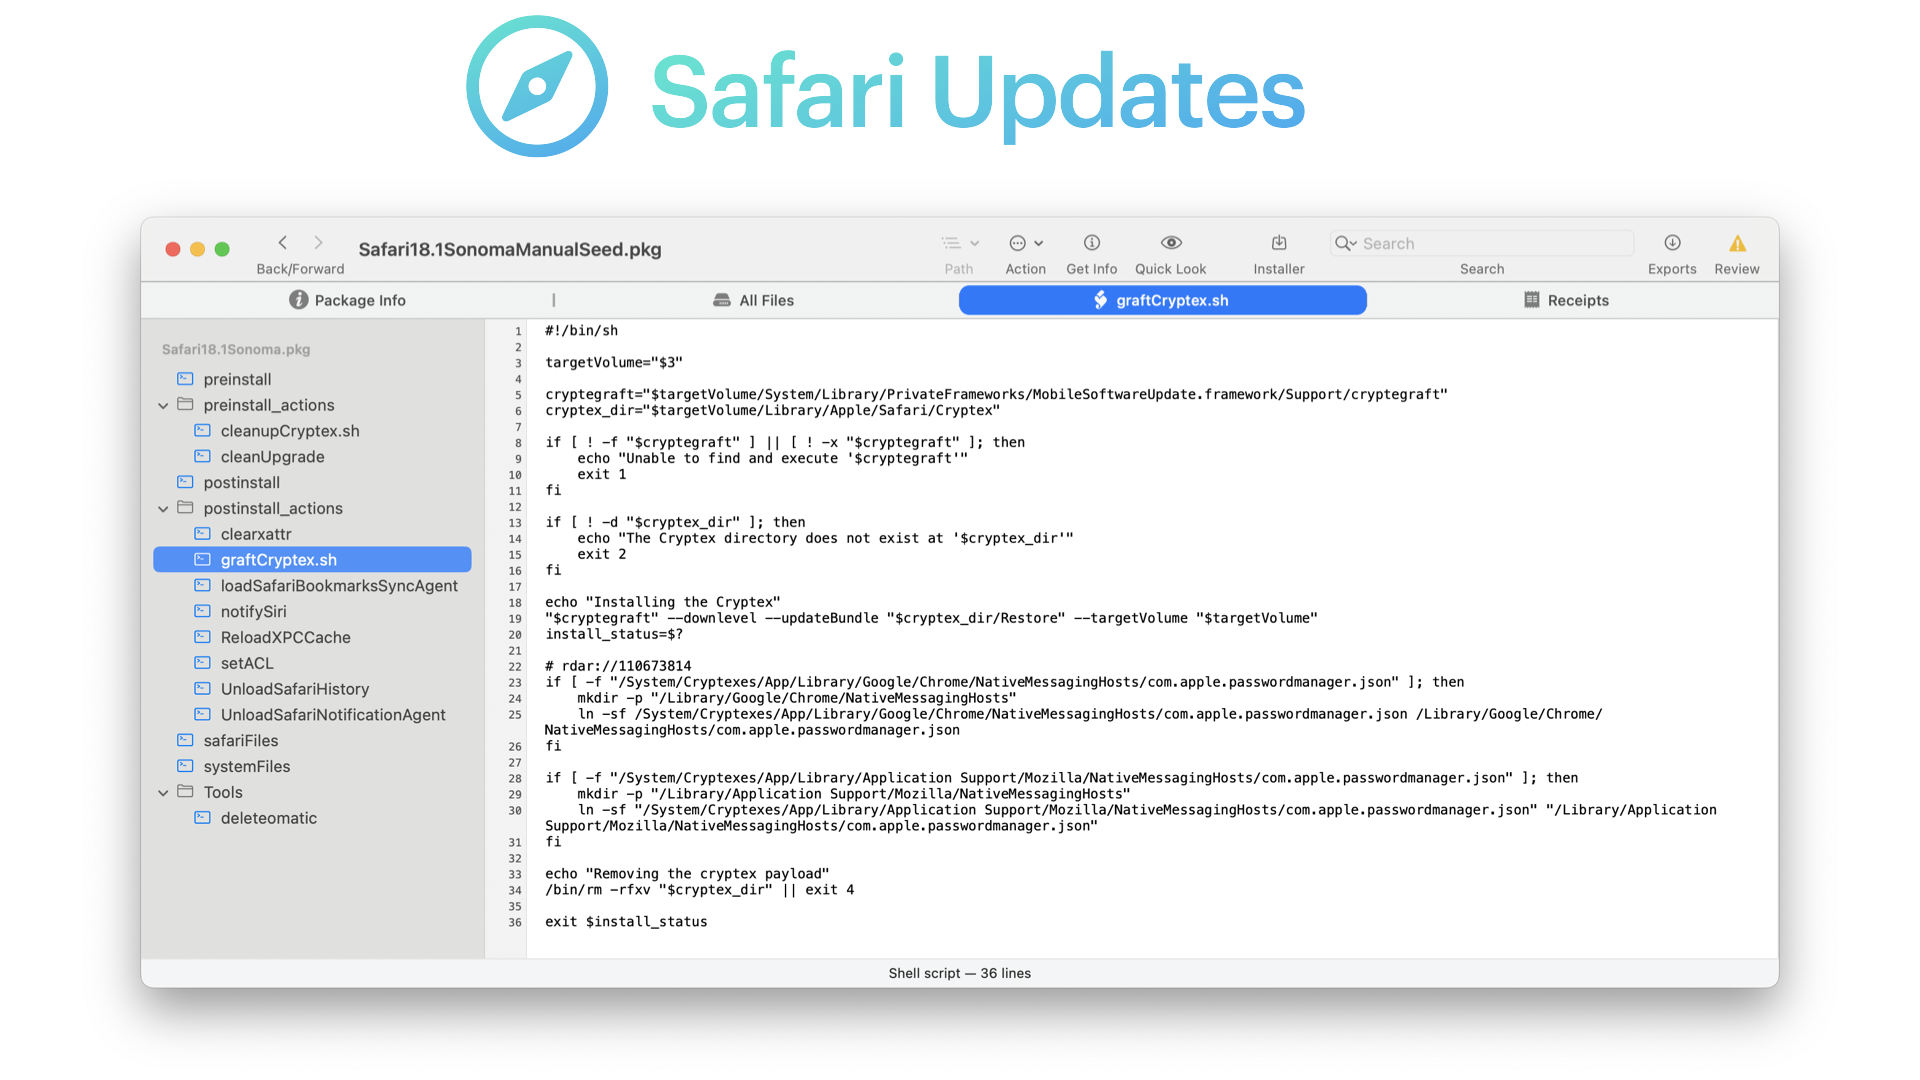 Safari Updates
Safari18.1SonomaManualSeed.pkg
Back/Forward
Path
Action
Get Info
Quick Look
Installer
Search
Search
Exports
Review
Package Info
All Files
graftCryptex.sh
Receipts
Safari18.1Sonoma.pkg
preinstall
preinstall_actions
cleanupCryptex.sh
cleanUpgrade
postinstall
postinstall_actions
clearxattr
graftCryptex.sh
loadSafariBookmarksSyncAgent
notifySiri
ReloadXPCCache
setACL
UnloadSafariHistory
UnloadSafariNotificationAgent
safariFiles
systemFiles
Tools
deleteomatic
1 #!/bin/sh
2
3 targetVolume="$3"
4
5 cryptegraft="$targetVolume/System/Library/PrivateFrameworks/MobileSoftwareUpdate.framework/Support/cryptegraft"
6 cryptex_dir="$targetVolume/Library/Apple/Safari/Cryptex"
7
8 if [ ! -f "$cryptegraft" ] || [ ! -x "$cryptegraft" ]; then
9     echo "Unable to find and execute '$cryptegraft'"
10     exit 1
11 fi
12
13 if [ ! -d "$cryptex_dir" ]; then
14     echo "The Cryptex directory does not exist at '$cryptex_dir'"
15     exit 2
16 fi
17
18 echo "Installing the Cryptex"
19 "$cryptegraft" --downlevel --updateBundle "$cryptex_dir/Restore" --targetVolume "$targetVolume"
20 install_status=$?
21
22 # rdar://110673814
23 if [ -f "/System/Cryptexes/App/Library/Google/Chrome/NativeMessagingHosts/com.apple.passwordmanager.json" ]; then
24     mkdir -p "/Library/Google/Chrome/NativeMessagingHosts"
25     ln -sf /System/Cryptexes/App/Library/Google/Chrome/NativeMessagingHosts/com.apple.passwordmanager.json /Library/Google/Chrome/
NativeMessagingHosts/com.apple.passwordmanager.json
26 fi
27
28 if [ -f "/System/Cryptexes/App/Library/Application Support/Mozilla/NativeMessagingHosts/com.apple.passwordmanager.json" ]; then
29     mkdir -p "/Library/Application Support/Mozilla/NativeMessagingHosts"
30     ln -sf "/System/Cryptexes/App/Library/Application Support/Mozilla/NativeMessagingHosts/com.apple.passwordmanager.json" "/Library/Application
Support/Mozilla/NativeMessagingHosts/com.apple.passwordmanager.json"
31 fi
32
33 echo "Removing the cryptex payload"
34 /bin/rm -rfxv "$cryptex_dir" || exit 4
35
36 exit $install_status
Shell script — 36 lines